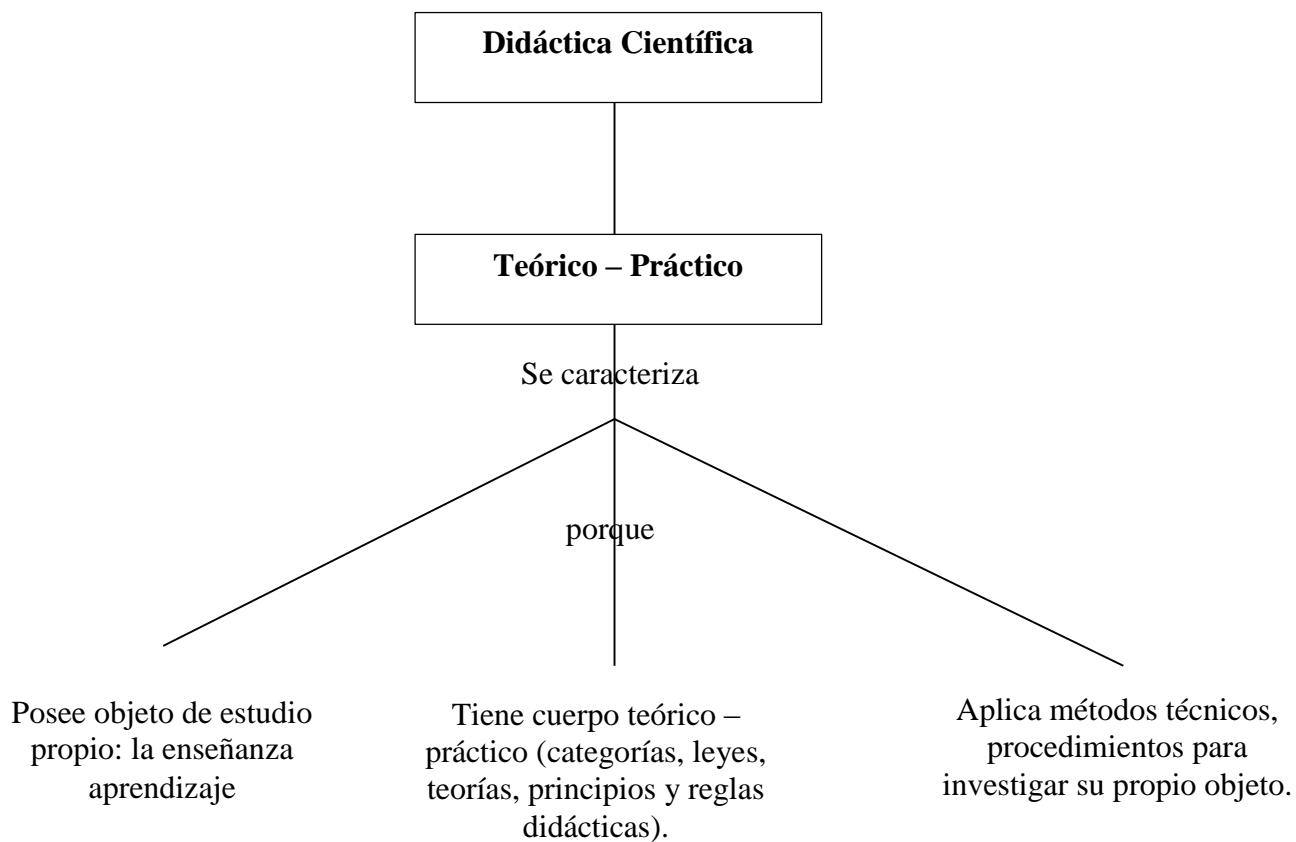 Didáctica Científica
Teórico – Práctico
Se caracteriza
porque
Posee objeto de estudio
propio: la enseñanza
aprendizaje
Tiene cuerpo teórico –
práctico (categorías, leyes,
teorías, principios y reglas
didácticas).
Aplica métodos técnicos,
procedimientos para
investigar su propio objeto.